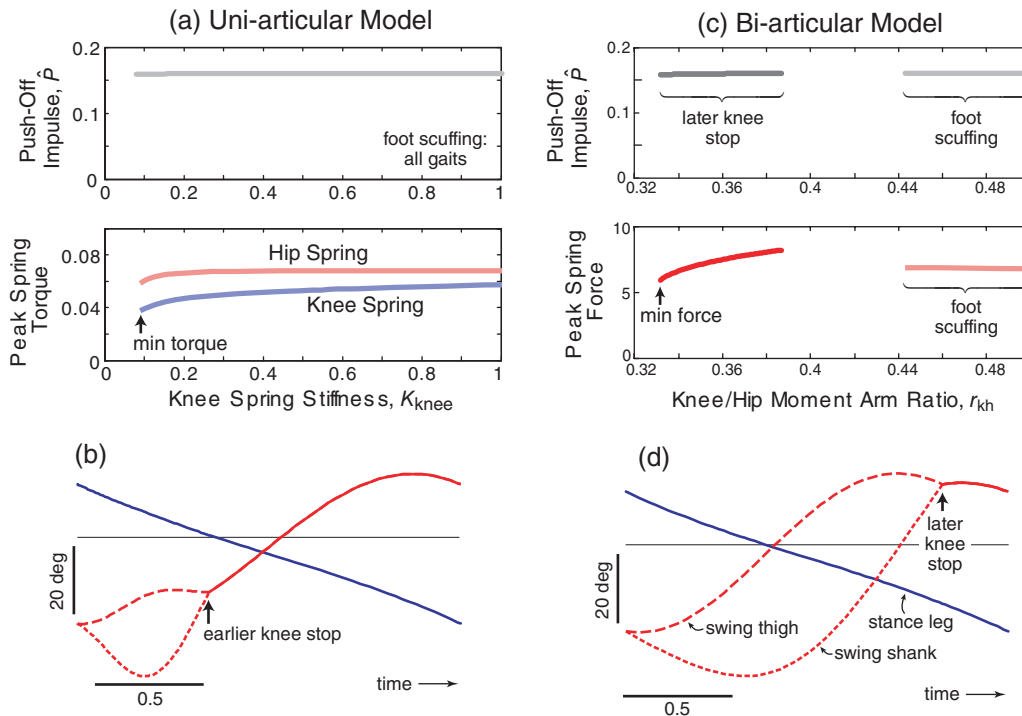 (a) Uni-articular Model
Push-Off
Impulse, P̂
0.2
0.1
0
foot scuffing:
all gaits
0
0.2
0.4
0.6
0.8
1
Peak Spring
Torque
0.08
0.04
0
Hip Spring
Knee Spring
min torque
0
0.2
0.4
0.6
0.8
1
Knee Spring Stiffness, Kknee
(b)
20 deg
earlier knee stop
0.5
time
(c) Bi-articular Model
Push-Off
Impulse, P̂
0.2
0.1
0
later knee
stop
foot
scuffing
0.32
0.36
0.4
0.44
0.48
Peak Spring
Force
10
5
0
min force
foot
scuffing
0.32
0.36
0.4
0.44
0.48
Knee/Hip Moment Arm Ratio, rkh
(d)
20 deg
later
knee
stop
swing thigh
stance leg
swing shank
0.5
time